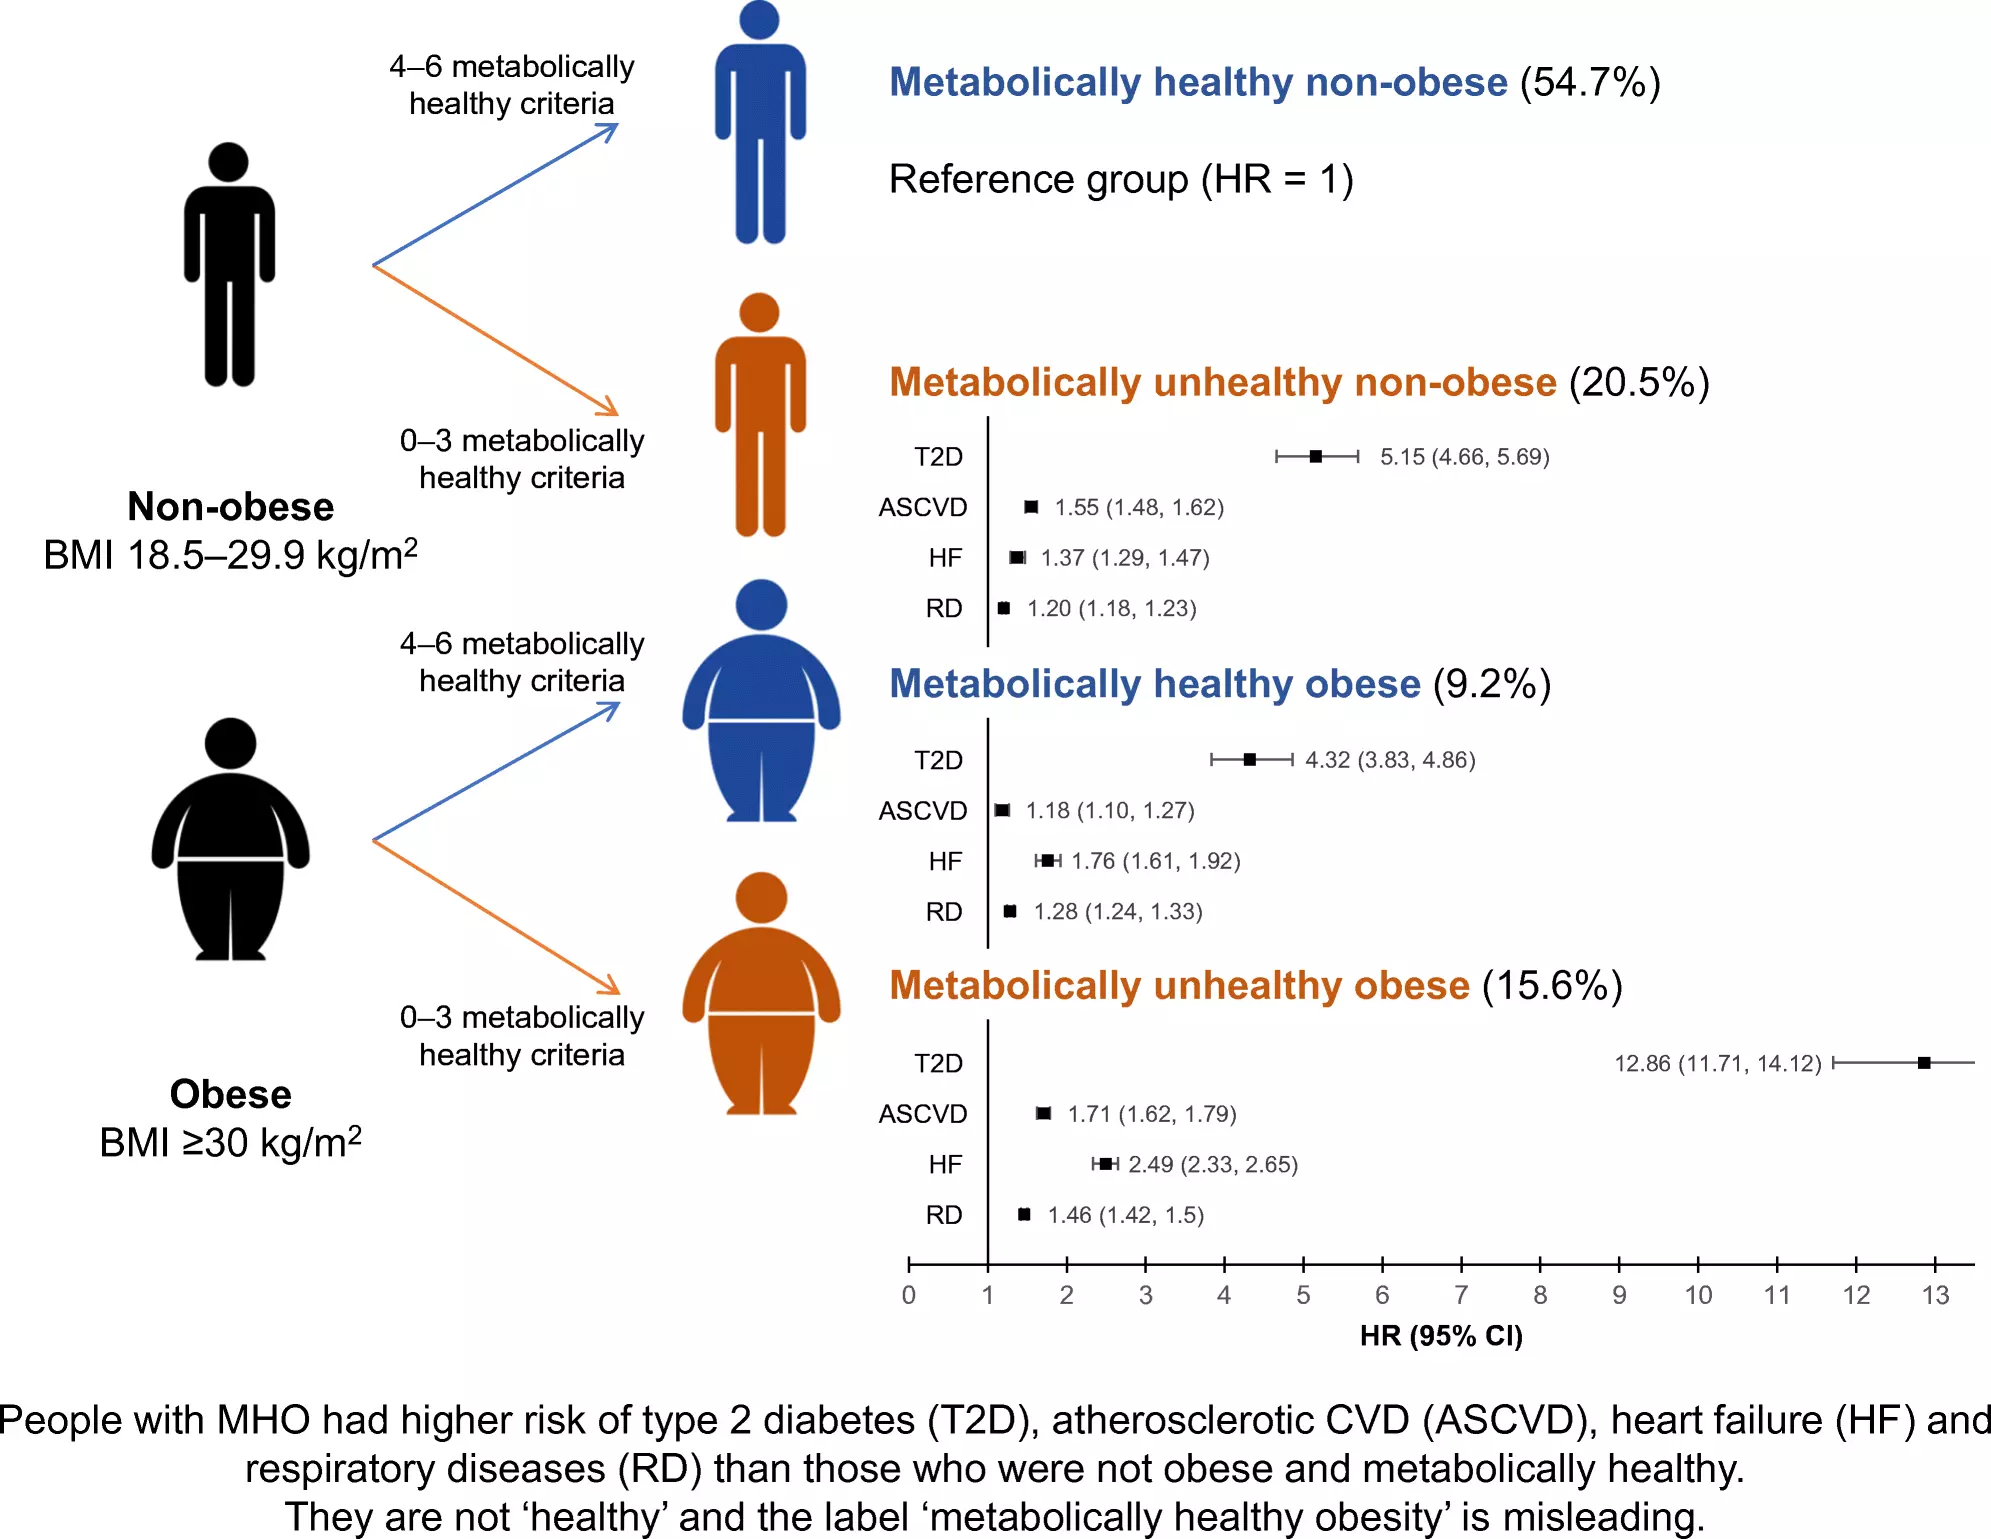 4–6 metabolically
healthy criteria
Metabolically healthy non-obese (54.7%)
Reference group (HR = 1)
0–3 metabolically
healthy criteria
Non-obese
BMI 18.5–29.9 kg/m²
Metabolically unhealthy non-obese (20.5%)
T2D 5.15 (4.66, 5.69)
ASCVD 1.55 (1.48, 1.62)
HF 1.37 (1.29, 1.47)
RD 1.20 (1.18, 1.23)
4–6 metabolically
healthy criteria
Metabolically healthy obese (9.2%)
T2D 4.32 (3.83, 4.86)
ASCVD 1.18 (1.10, 1.27)
HF 1.76 (1.61, 1.92)
RD 1.28 (1.24, 1.33)
0–3 metabolically
healthy criteria
Obese
BMI ≥30 kg/m²
Metabolically unhealthy obese (15.6%)
T2D 12.86 (11.71, 14.12)
ASCVD 1.71 (1.62, 1.79)
HF 2.49 (2.33, 2.65)
RD 1.46 (1.42, 1.5)
0 1 2 3 4 5 6 7 8 9 10 11 12 13
HR (95% CI)
People with MHO had higher risk of type 2 diabetes (T2D), atherosclerotic CVD (ASCVD), heart failure (HF) and
respiratory diseases (RD) than those who were not obese and metabolically healthy.
They are not ‘healthy’ and the label ‘metabolically healthy obesity’ is misleading.